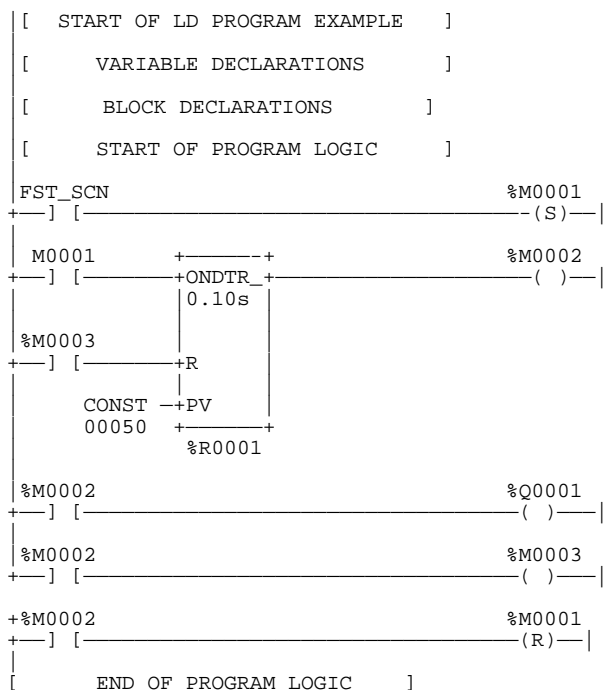 [ START OF LD PROGRAM EXAMPLE ]
[ VARIABLE DECLARATIONS ]
[ BLOCK DECLARATIONS ]
[ START OF PROGRAM LOGIC ]
FST_SCN %M0001
] [ (S)
M0001 %M0002
] [ ONDTR_ ( )
0.10s
%M0003
] [ R
CONST PV
00050
%R0001
%M0002 %Q0001
] [ ( )
%M0002 %M0003
] [ ( )
%M0002 %M0001
] [ (R)
[ END OF PROGRAM LOGIC ]